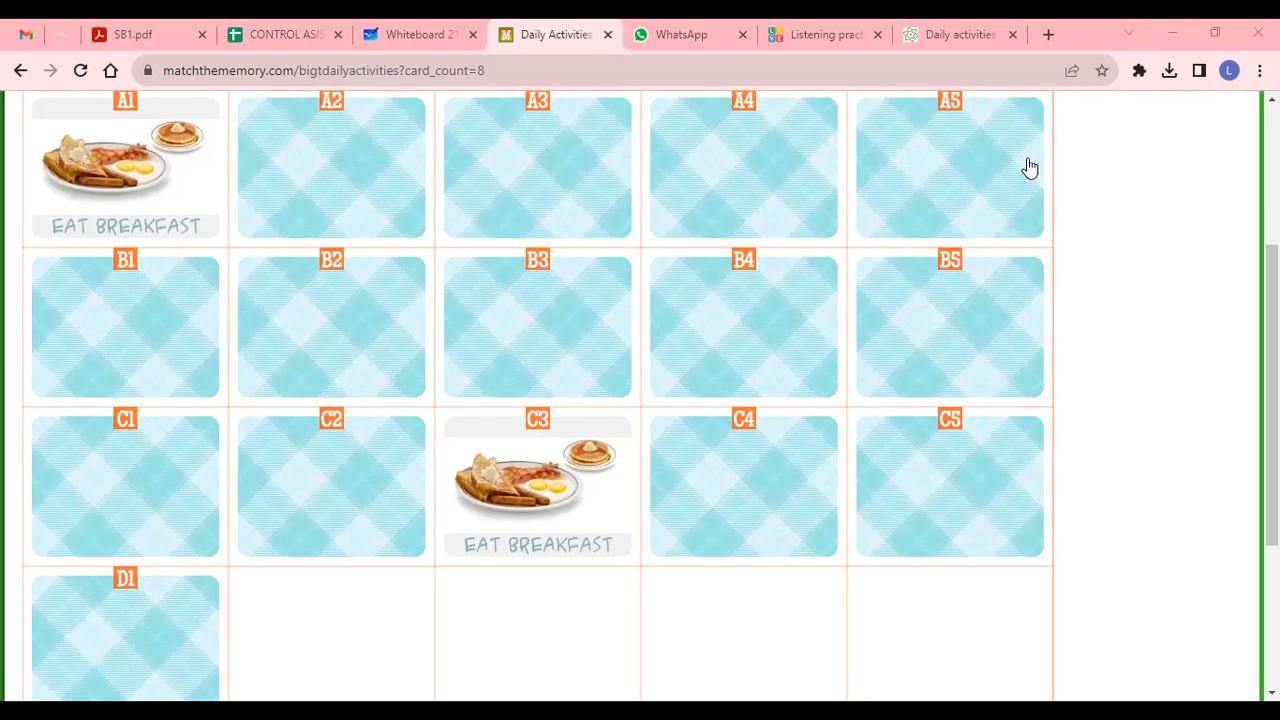 SB1.pdf
CONTROL ASIS
Whiteboard 21
Daily Activities
WhatsApp
Listening pract
Daily activities
matchthememory.com/bigtdailyactivities?card_count=8
L
A1 A2 A3 A4 A5
EAT BREAKFAST
B1 B2 B3 B4 B5
C1 C2 C3 C4 C5
EAT BREAKFAST
D1